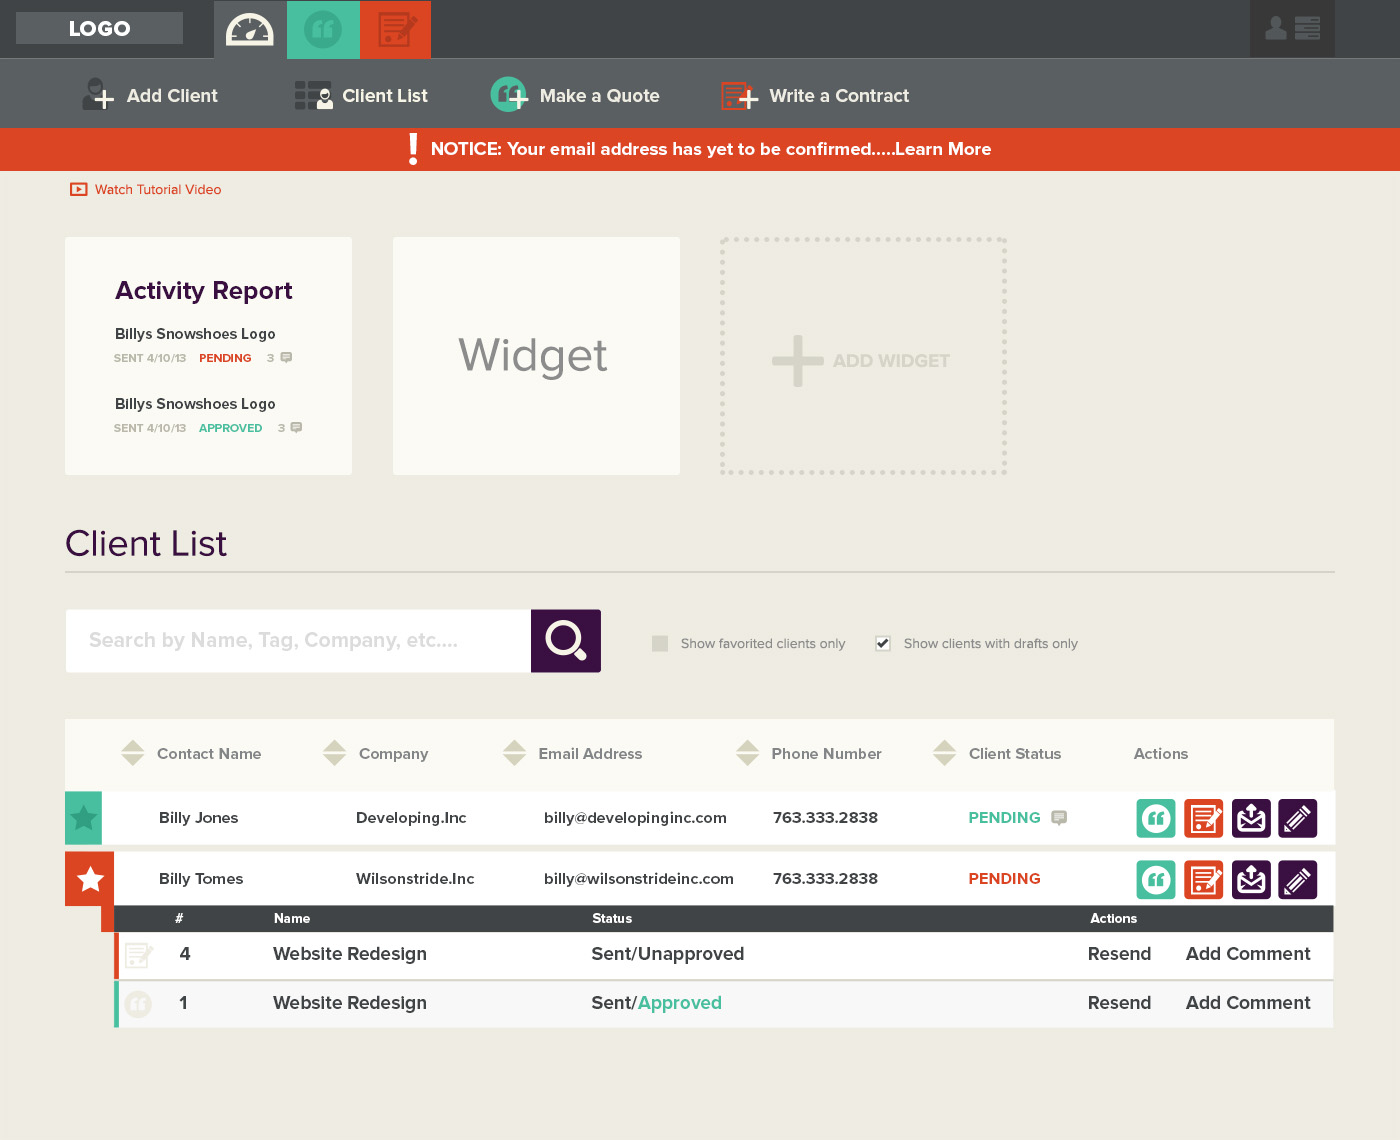 LOGO
Add Client
Client List
Make a Quote
Write a Contract
NOTICE: Your email address has yet to be confirmed.....Learn More
Watch Tutorial Video
Activity Report
Billys Snowshoes Logo
SENT 4/10/13 PENDING 3
Billys Snowshoes Logo
SENT 4/10/13 APPROVED 3
Widget
ADD WIDGET
Client List
Search by Name, Tag, Company, etc....
Show favorited clients only
Show clients with drafts only
Contact Name Company Email Address Phone Number Client Status Actions
Billy Jones Developing.Inc billy@developinginc.com 763.333.2838 PENDING
Billy Tomes Wilsonstride.Inc billy@wilsonstrideinc.com 763.333.2838 PENDING
# Name Status Actions
4 Website Redesign Sent/Unapproved Resend Add Comment
1 Website Redesign Sent/Approved Resend Add Comment